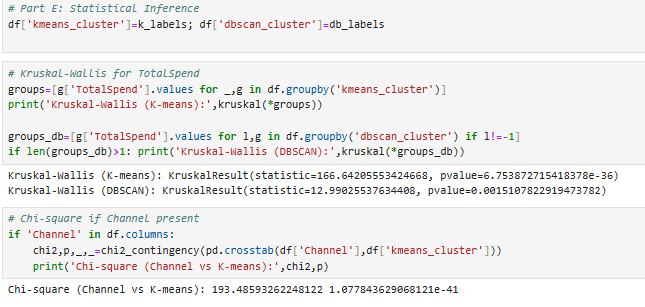 # Part E: Statistical Inference
df['kmeans_cluster']=k_labels; df['dbscan_cluster']=db_labels
# Kruskal-Wallis for TotalSpend
groups=[g['TotalSpend'].values for _,g in df.groupby('kmeans_cluster')]
print('Kruskal-Wallis (K-means):',kruskal(*groups))
groups_db=[g['TotalSpend'].values for l,g in df.groupby('dbscan_cluster') if l!=-1]
if len(groups_db)>1: print('Kruskal-Wallis (DBSCAN):',kruskal(*groups_db))
Kruskal-Wallis (K-means): KruskalResult(statistic=166.64205553424668, pvalue=6.753872715418378e-36)
Kruskal-Wallis (DBSCAN): KruskalResult(statistic=12.99025537634408, pvalue=0.0015107822919473782)
# Chi-square if Channel present
if 'Channel' in df.columns:
    chi2,p,_,_=chi2_contingency(pd.crosstab(df['Channel'],df['kmeans_cluster']))
    print('Chi-square (Channel vs K-means):',chi2,p)
Chi-square (Channel vs K-means): 193.48593262248122 1.077843629068121e-41